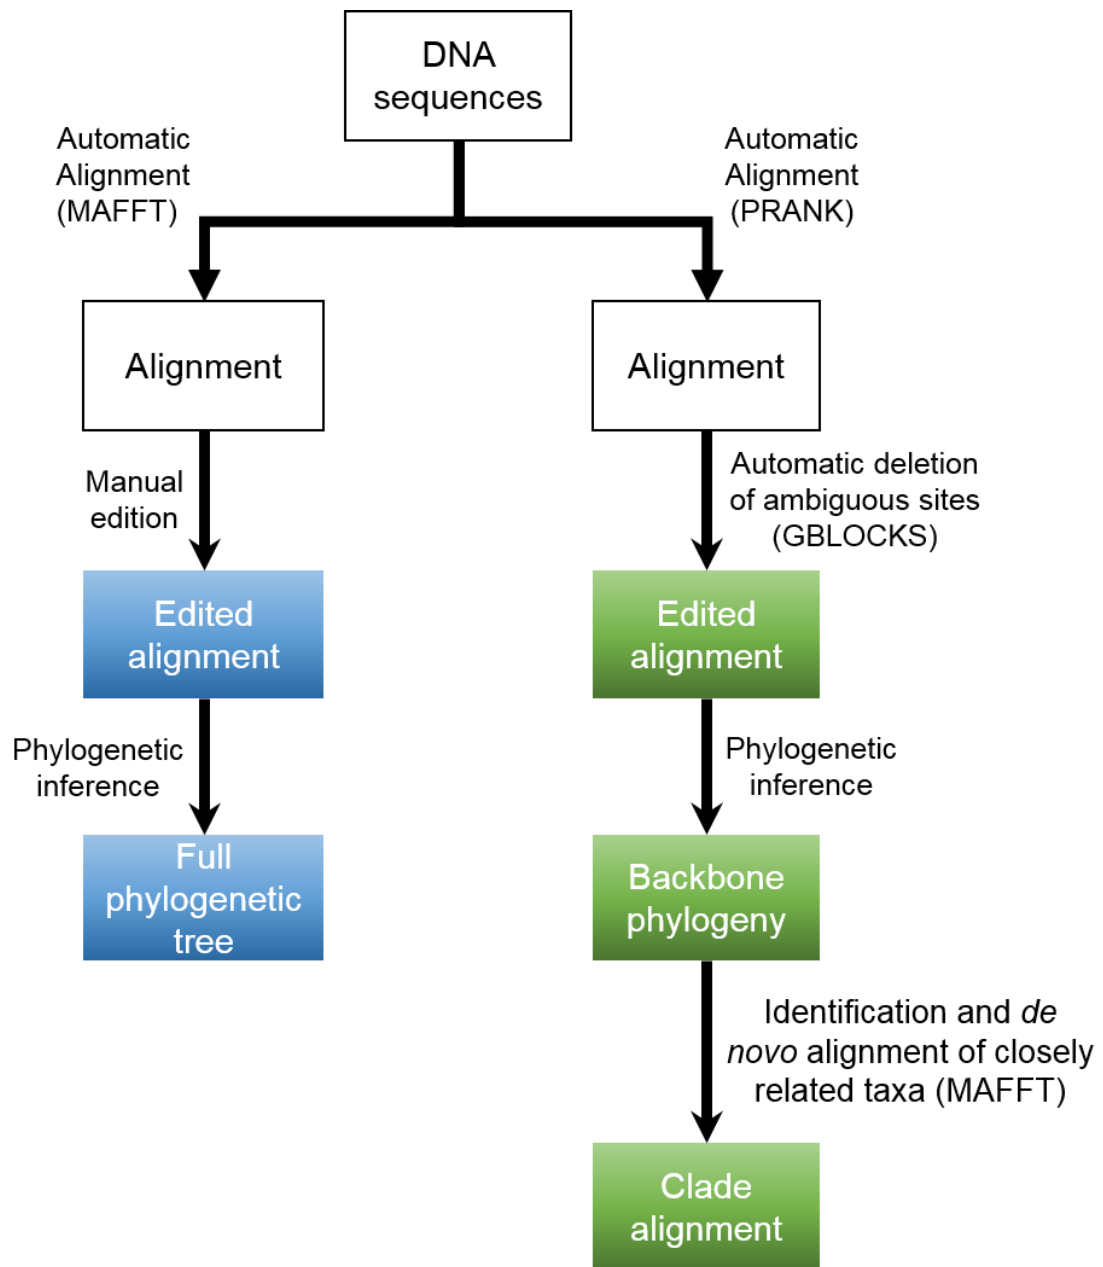 DNA
sequences
Automatic
Alignment
(MAFFT)
Automatic
Alignment
(PRANK)
Alignment
Alignment
Manual
edition
Automatic deletion
of ambiguous sites
(GBLOCKS)
Edited
alignment
Edited
alignment
Phylogenetic
inference
Phylogenetic
inference
Full
phylogenetic
tree
Backbone
phylogeny
Identification and de
novo alignment of closely
related taxa (MAFFT)
Clade
alignment